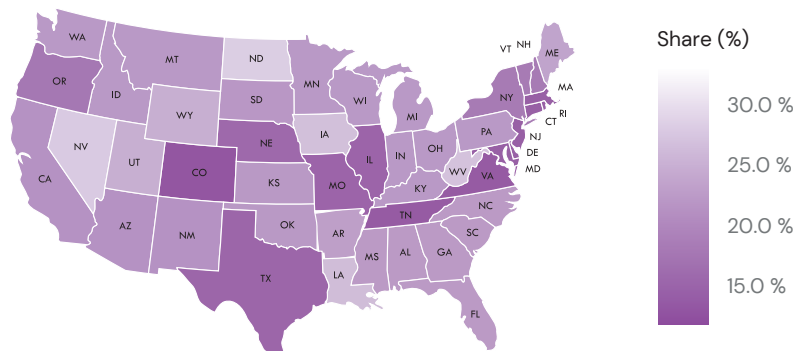 VT NH
WA
ME
MT
ND
Share (%)
MN
OR
ID
SD
WI
MA
NY
WY
MI
RI
30.0 %
CT
IA
PA
NE
NJ
NV
UT
IL
IN
OH
DE
25.0 %
CO
WV
MD
CA
KS
MO
KY
VA
NC
TN
20.0 %
AZ
NM
OK
AR
SC
MS
AL
GA
TX
LA
15.0 %
FL